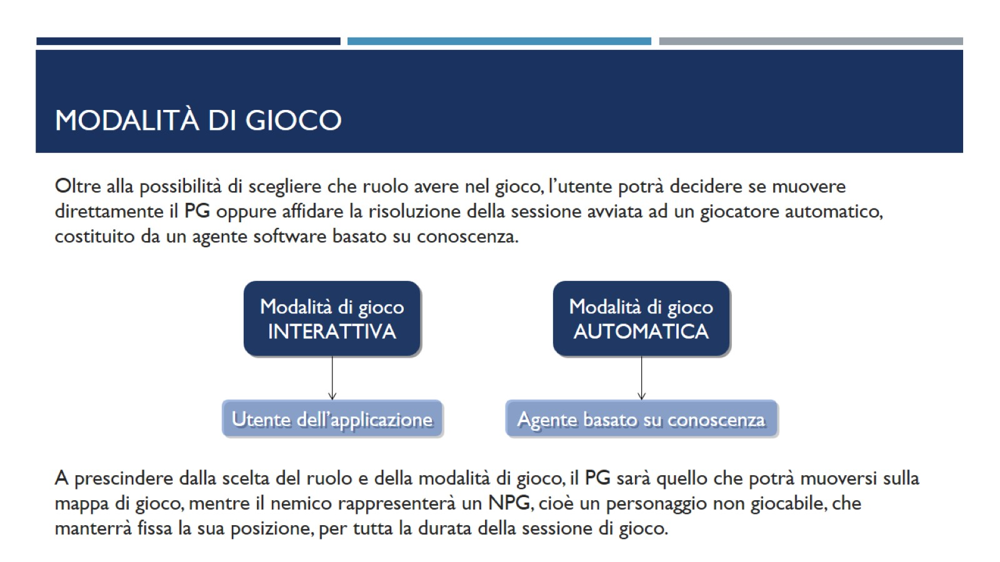 MODALITÀ DI GIOCO
Oltre alla possibilità di scegliere che ruolo avere nel gioco, l’utente potrà decidere se muovere
direttamente il PG oppure affidare la risoluzione della sessione avviata ad un giocatore automatico,
costituito da un agente software basato su conoscenza.
Modalità di gioco
INTERATTIVA
Modalità di gioco
AUTOMATICA
Utente dell’applicazione
Agente basato su conoscenza
A prescindere dalla scelta del ruolo e della modalità di gioco, il PG sarà quello che potrà muoversi sulla
mappa di gioco, mentre il nemico rappresenterà un NPG, cioè un personaggio non giocabile, che
manterrà fissa la sua posizione, per tutta la durata della sessione di gioco.